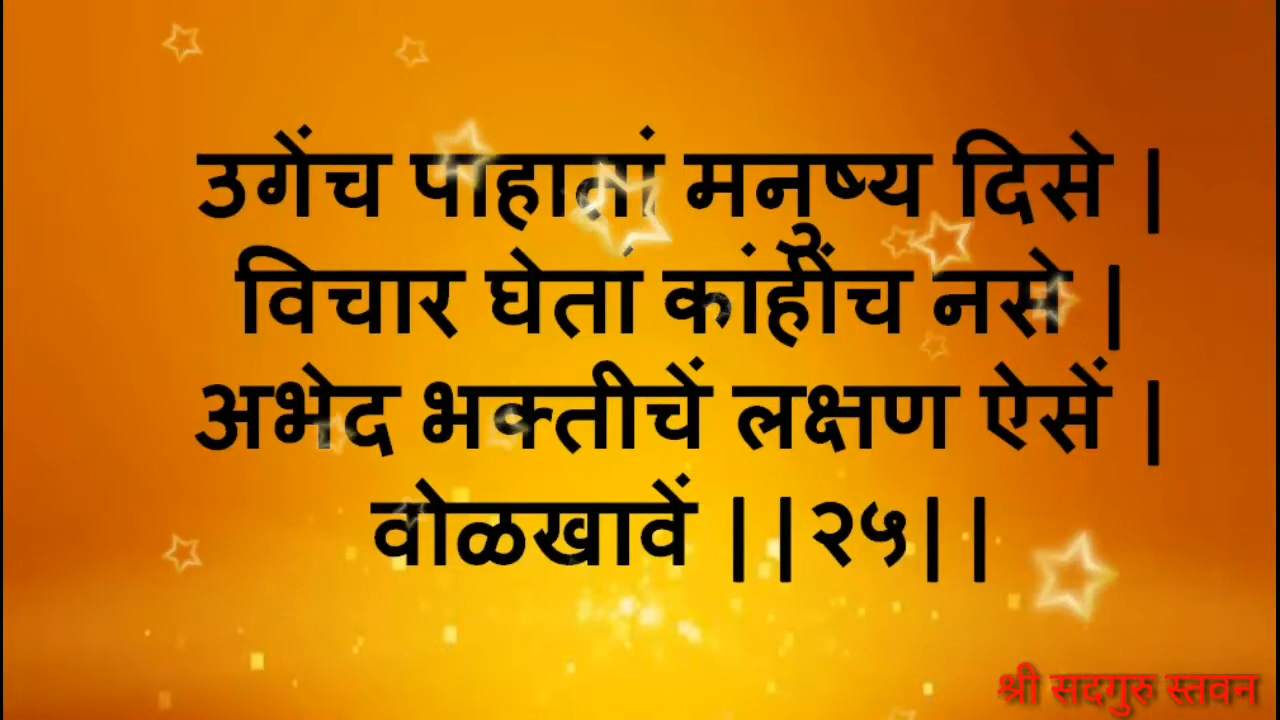 उगेंच पाहातां मनुष्य दिसे |
विचार घेतां कांहींच नसे |
अभेद भक्तीचें लक्षण ऐसें |
वोळखावें ||२५||
श्री सदगुरु स्तवन